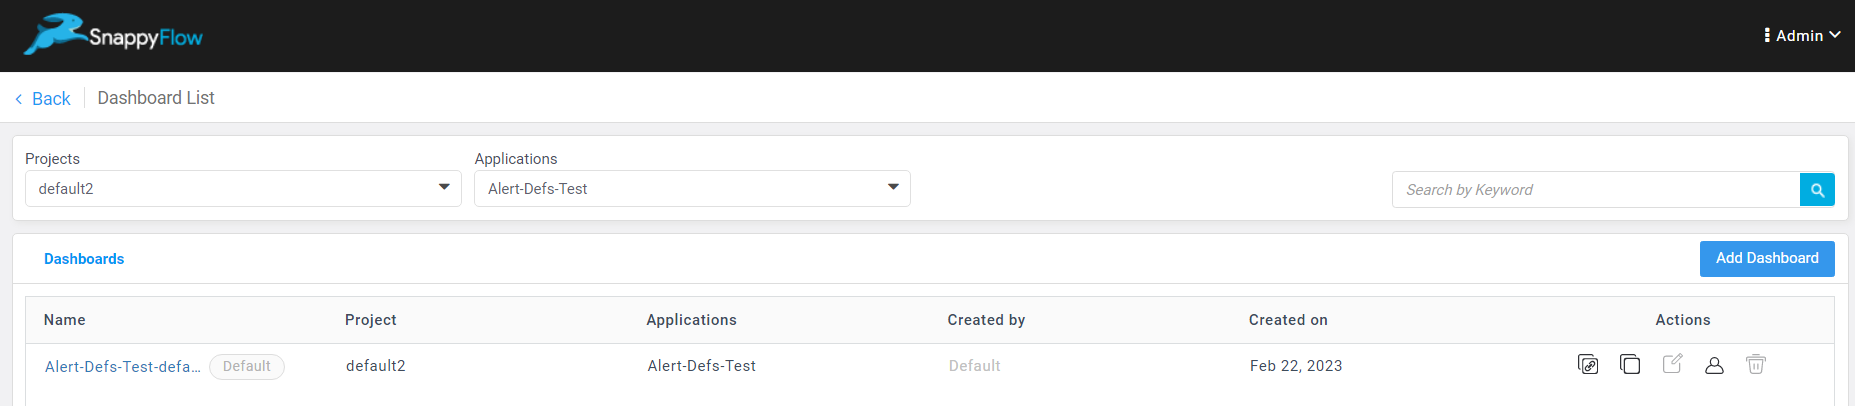 SnappyFlow
Admin
Back Dashboard List
Projects Applications
default2 Alert-Defs-Test Search by Keyword
Dashboards Add Dashboard
Name Project Applications Created by Created on Actions
Alert-Defs-Test-defa... Default default2 Alert-Defs-Test Default Feb 22, 2023